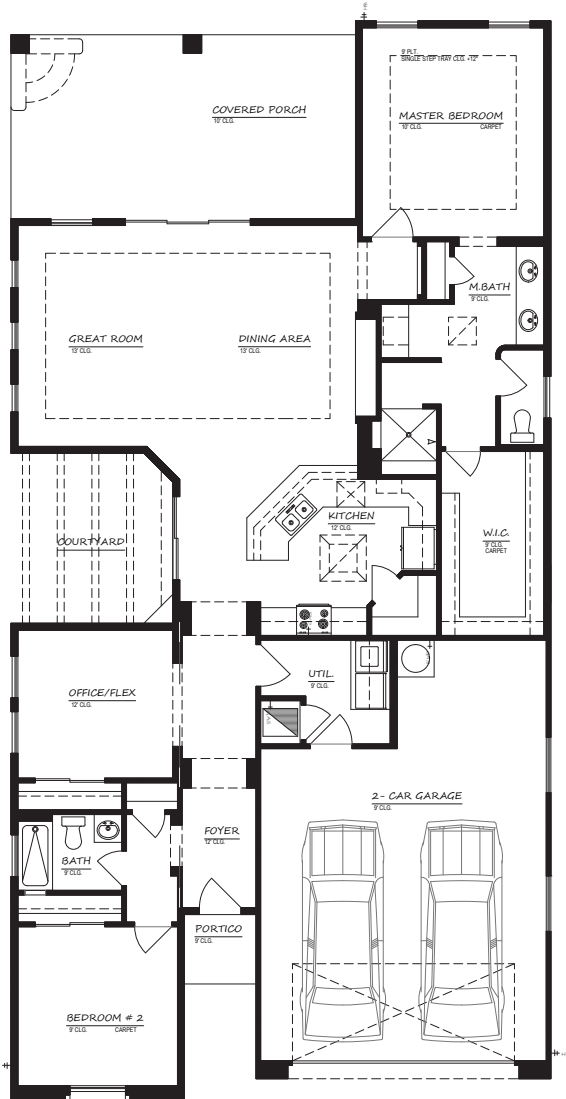 9' PLT.
SINGLE STEP TRAY CLG. +12"
COVERED PORCH
10' CLG.
MASTER BEDROOM
10' CLG. CARPET
M.BATH
9' CLG.
GREAT ROOM
13' CLG.
DINING AREA
13' CLG.
KITCHEN
12' CLG.
COURTYARD
W.I.C.
9' CLG.
CARPET
UTIL.
9' CLG.
OFFICE/FLEX
12' CLG.
2- CAR GARAGE
9' CLG.
FOYER
12' CLG.
BATH
9' CLG.
PORTICO
9' CLG.
BEDROOM # 2
9' CLG. CARPET